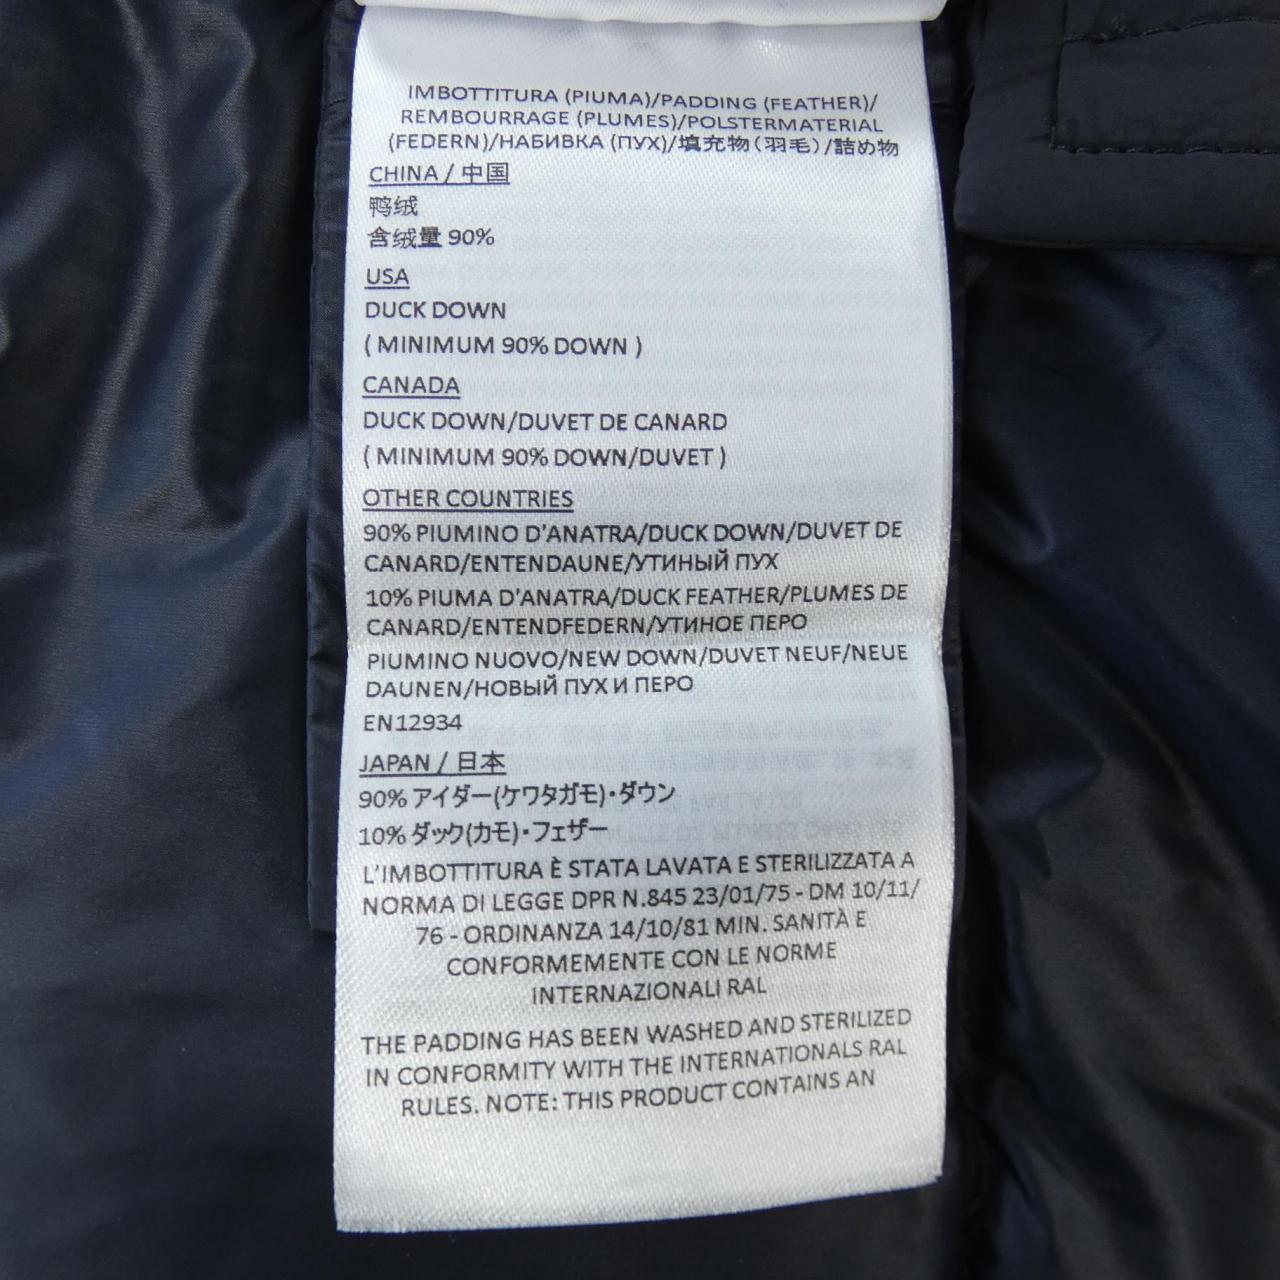 IMBOTTITURA (PIUMA)/PADDING (FEATHER)/
REMBOURRAGE (PLUMES)/POLSTERMATERIAL
(FEDERN)/НАБИВКА (ПУХ)/填充物(羽毛)/詰め物
CHINA / 中国
鸭绒
含绒量 90%
USA
DUCK DOWN
( MINIMUM 90% DOWN )
CANADA
DUCK DOWN/DUVET DE CANARD
( MINIMUM 90% DOWN/DUVET )
OTHER COUNTRIES
90% PIUMINO D'ANATRA/DUCK DOWN/DUVET DE
CANARD/ENTENDAUNE/УТИНЫЙ ПУХ
10% PIUMA D'ANATRA/DUCK FEATHER/PLUMES DE
CANARD/ENTENDFEDERN/УТИНОЕ ПЕРО
PIUMINO NUOVO/NEW DOWN/DUVET NEUF/NEUE
DAUNEN/НОВЫЙ ПУХ И ПЕРО
EN12934
JAPAN / 日本
90% アイダー(ケワタガモ)・ダウン
10% ダック(カモ)・フェザー
L'IMBOTTITURA È STATA LAVATA E STERILIZZATA A
NORMA DI LEGGE DPR N.845 23/01/75 - DM 10/11/
76 - ORDINANZA 14/10/81 MIN. SANITÀ E
CONFORMEMENTE CON LE NORME
INTERNAZIONALI RAL
THE PADDING HAS BEEN WASHED AND STERILIZED
IN CONFORMITY WITH THE INTERNATIONALS RAL
RULES. NOTE: THIS PRODUCT CONTAINS AN